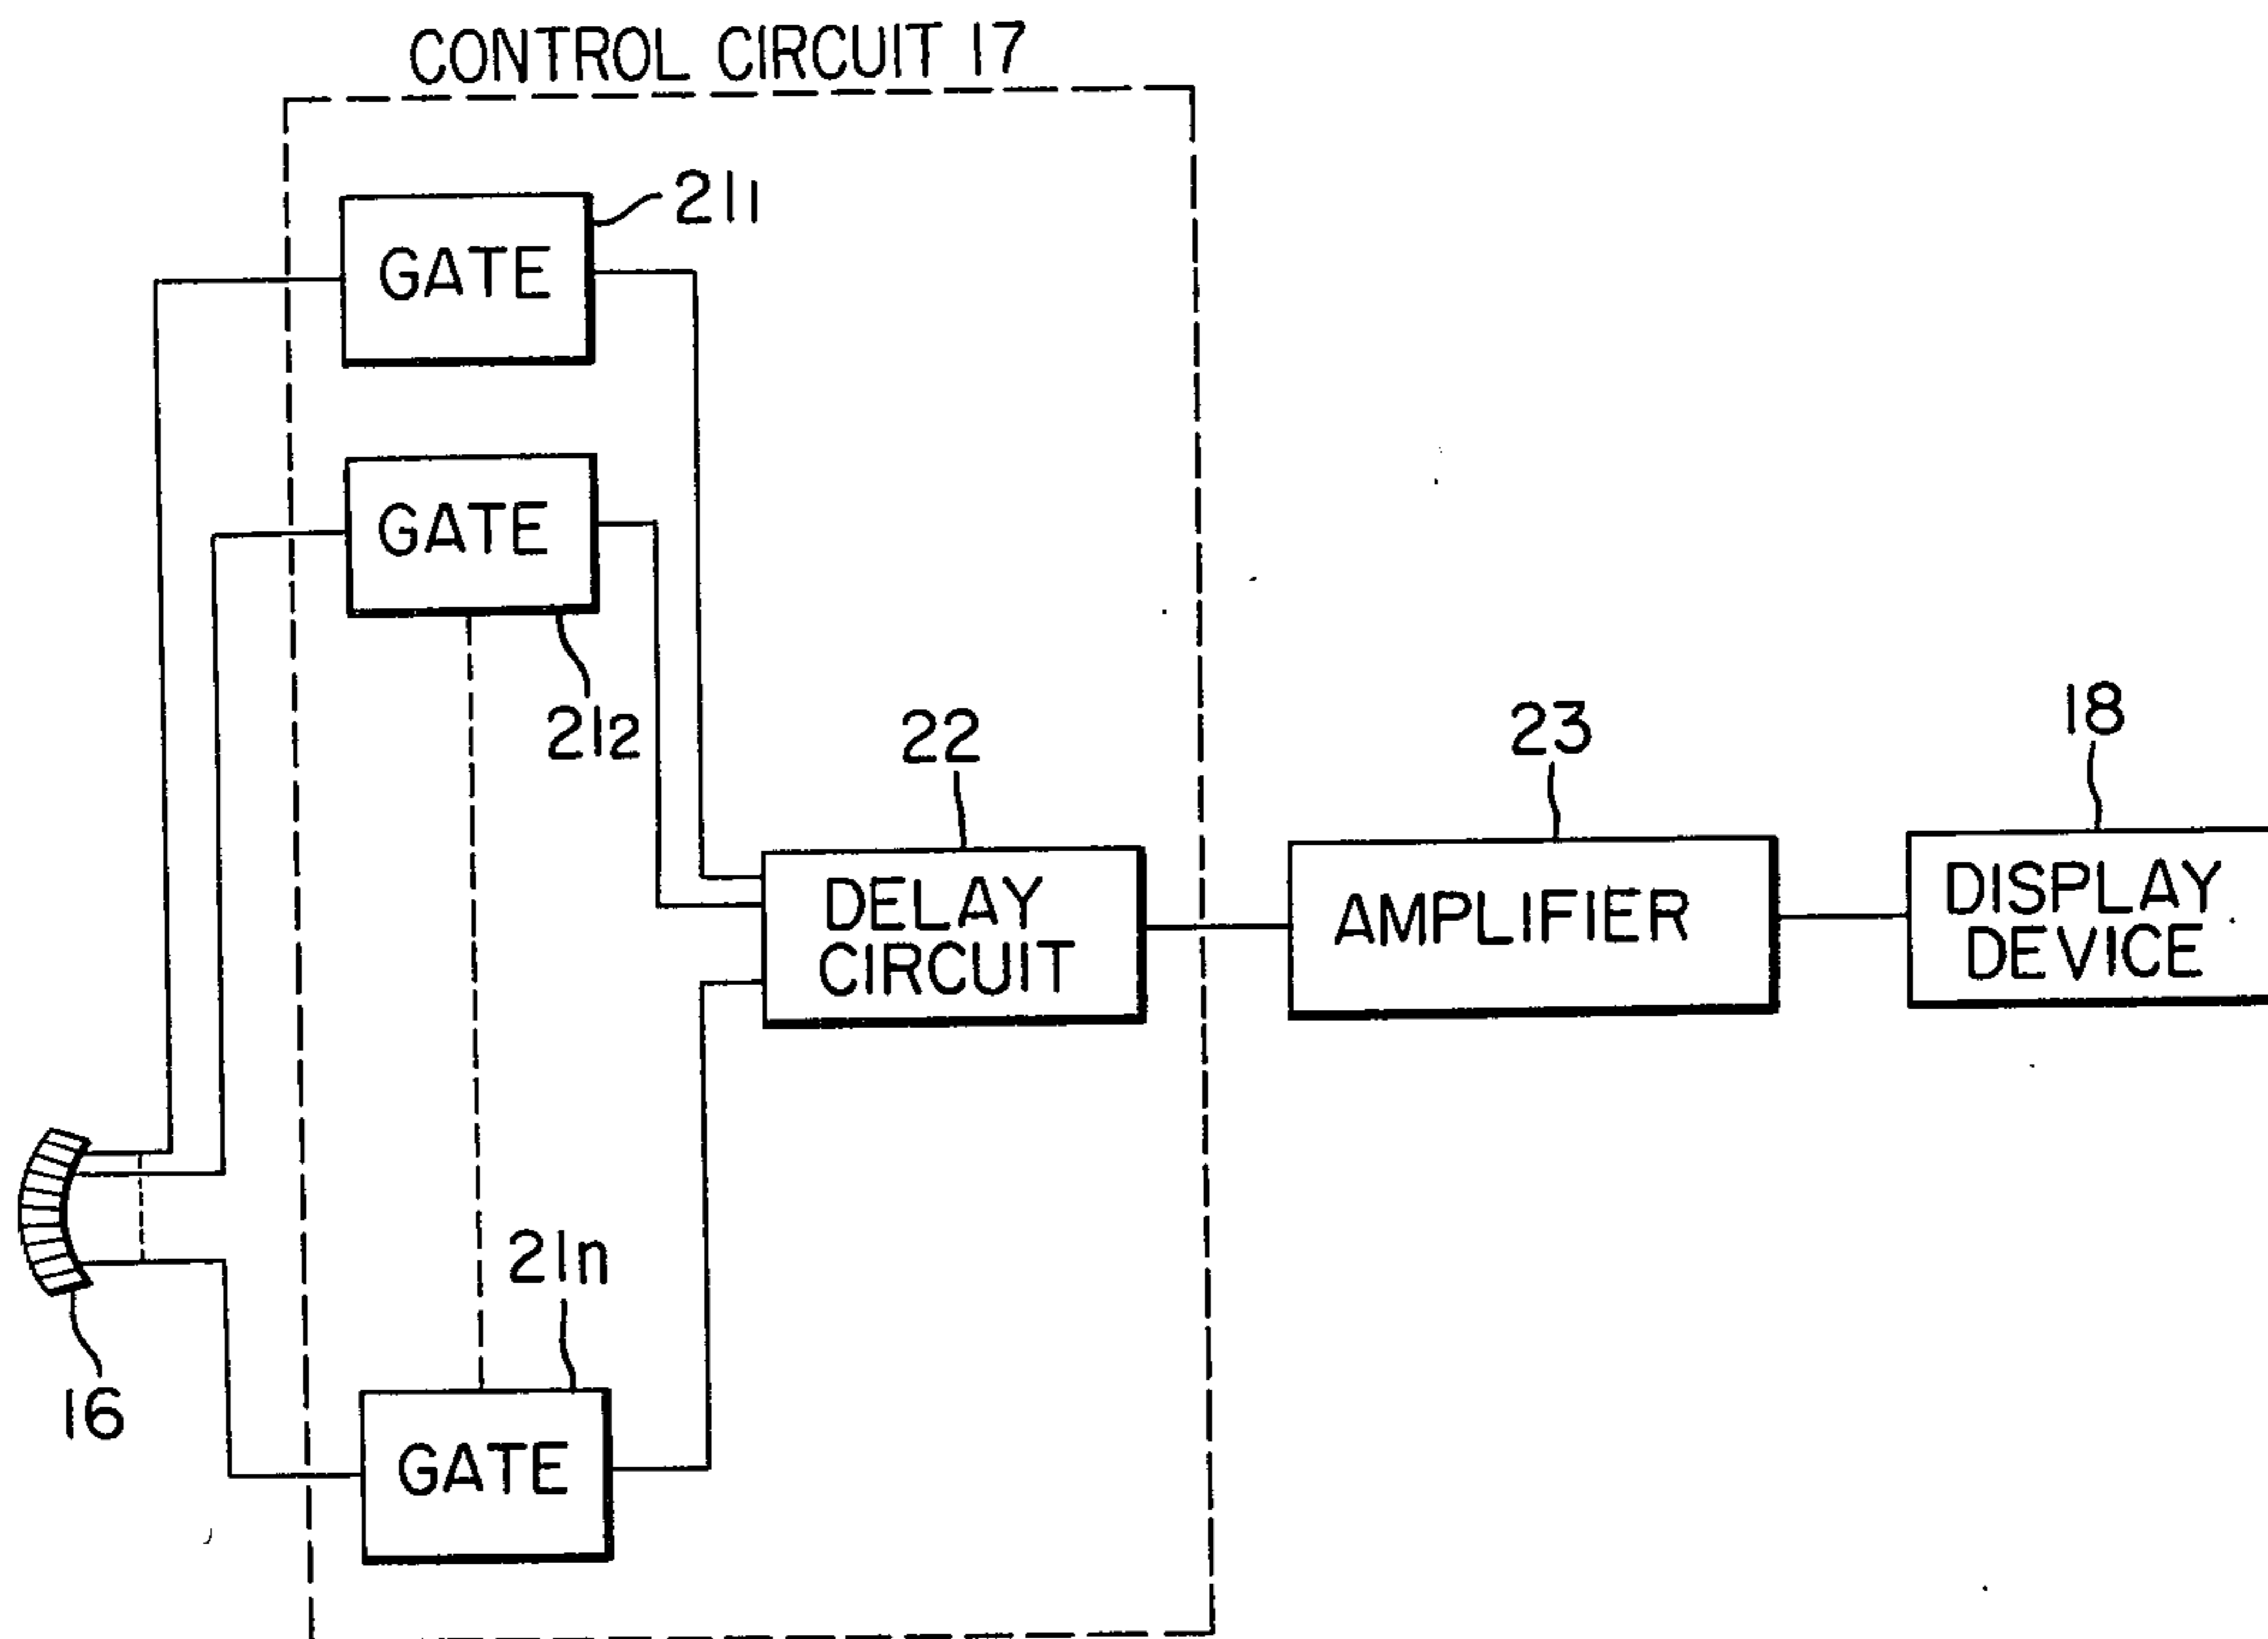 CONTROL CIRCUIT 17
21₁
GATE
GATE
21₂
22
23
18
DELAY
CIRCUIT
AMPLIFIER
DISPLAY
DEVICE
21n
16
GATE